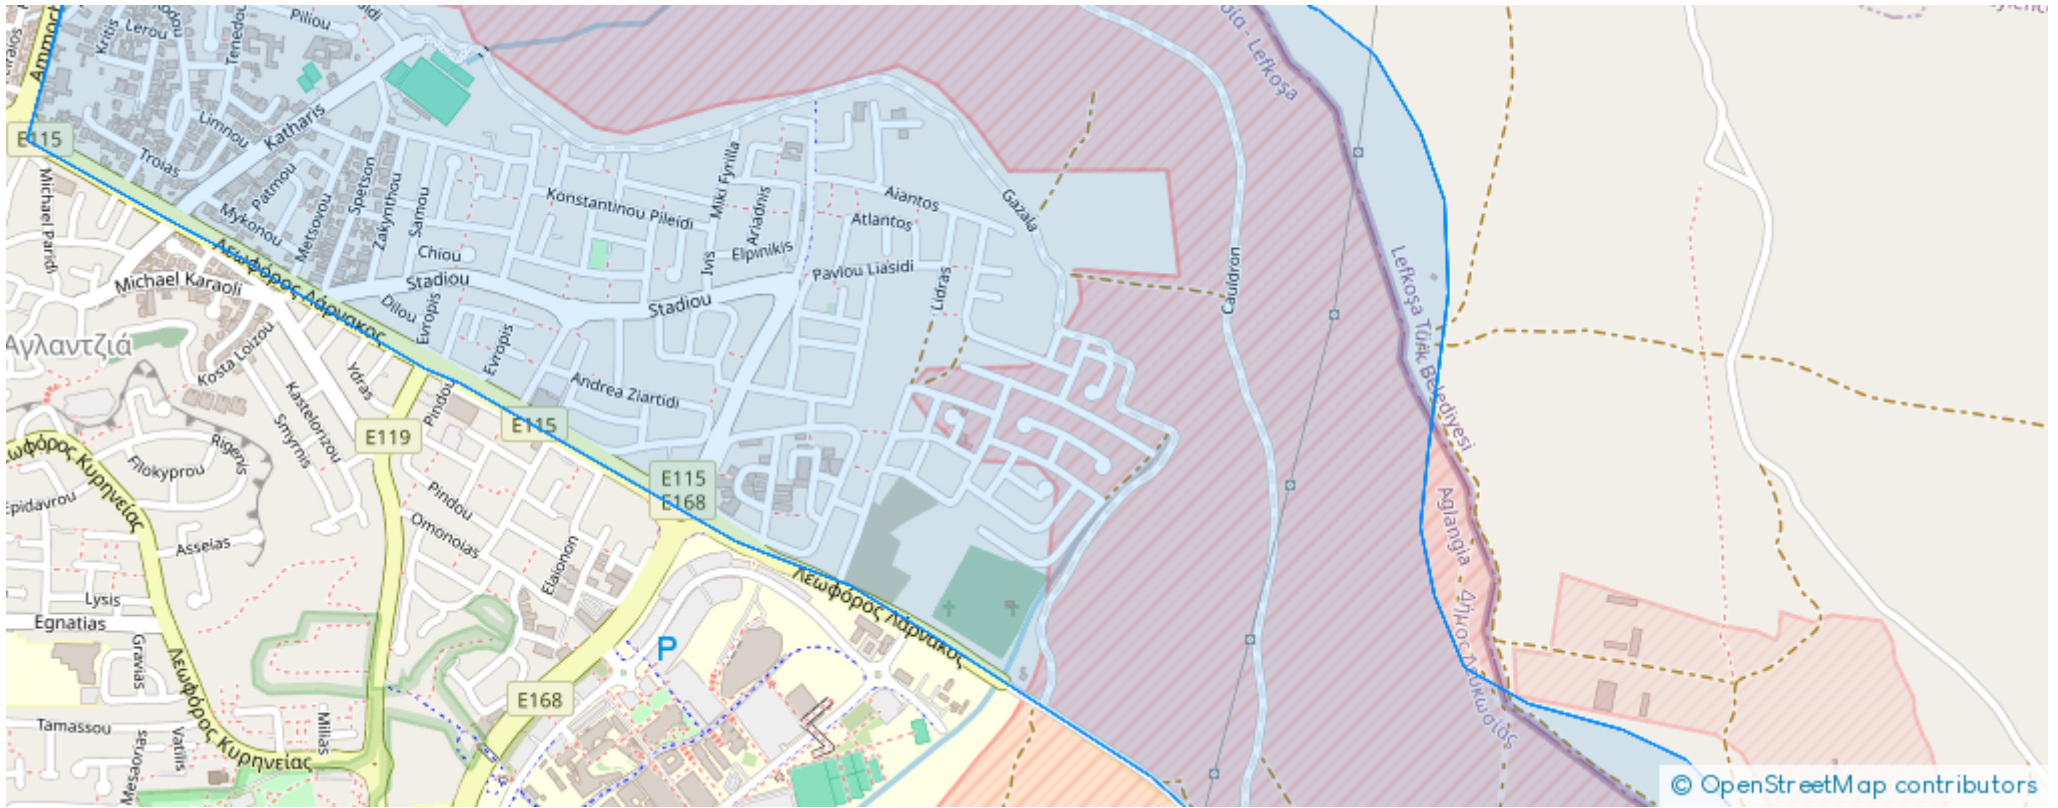 Ammoch
Kritis
Lerou
Tenedou
Piliou
Limnou
Katharis
E115
Troias
Patmou
Mykonou
Metsovou
Spetson
Zakynthou
Samou
Chiou
Stadiou
Michael Paridi
Michael Karaoli
Λεωφόρος Λάρνακος
Dilou
Evropis
Evropis
Konstantinou Pileidi
Miki Fyrilla
Ariadnis
Ivis
Elpinikis
Stadiou
Aiantos
Atlantos
Pavlou Liasidi
Lidras
Gazala
Cauldron
Lefkoşa
Lefkoşa Türk Belediyesi
Αγλαντζιά
Kosta Loizou
Ydras
Kastelorizou
Smyrnis
Pindou
Andrea Ziartidi
E115
E119
E115
E168
Rigenis
Filokyprou
Epidavrou
Λεωφόρος Κυρηνείας
Asseias
Pindou
Omonoias
Elaionon
Lysis
Egnatias
Gravias
Λεωφόρος Λάρνακος
Aglangia
Δήμος Λευκωσίας
P
E168
Tamassou
Vatilis
Milias
Λεωφόρος Κυρηνείας
© OpenStreetMap contributors